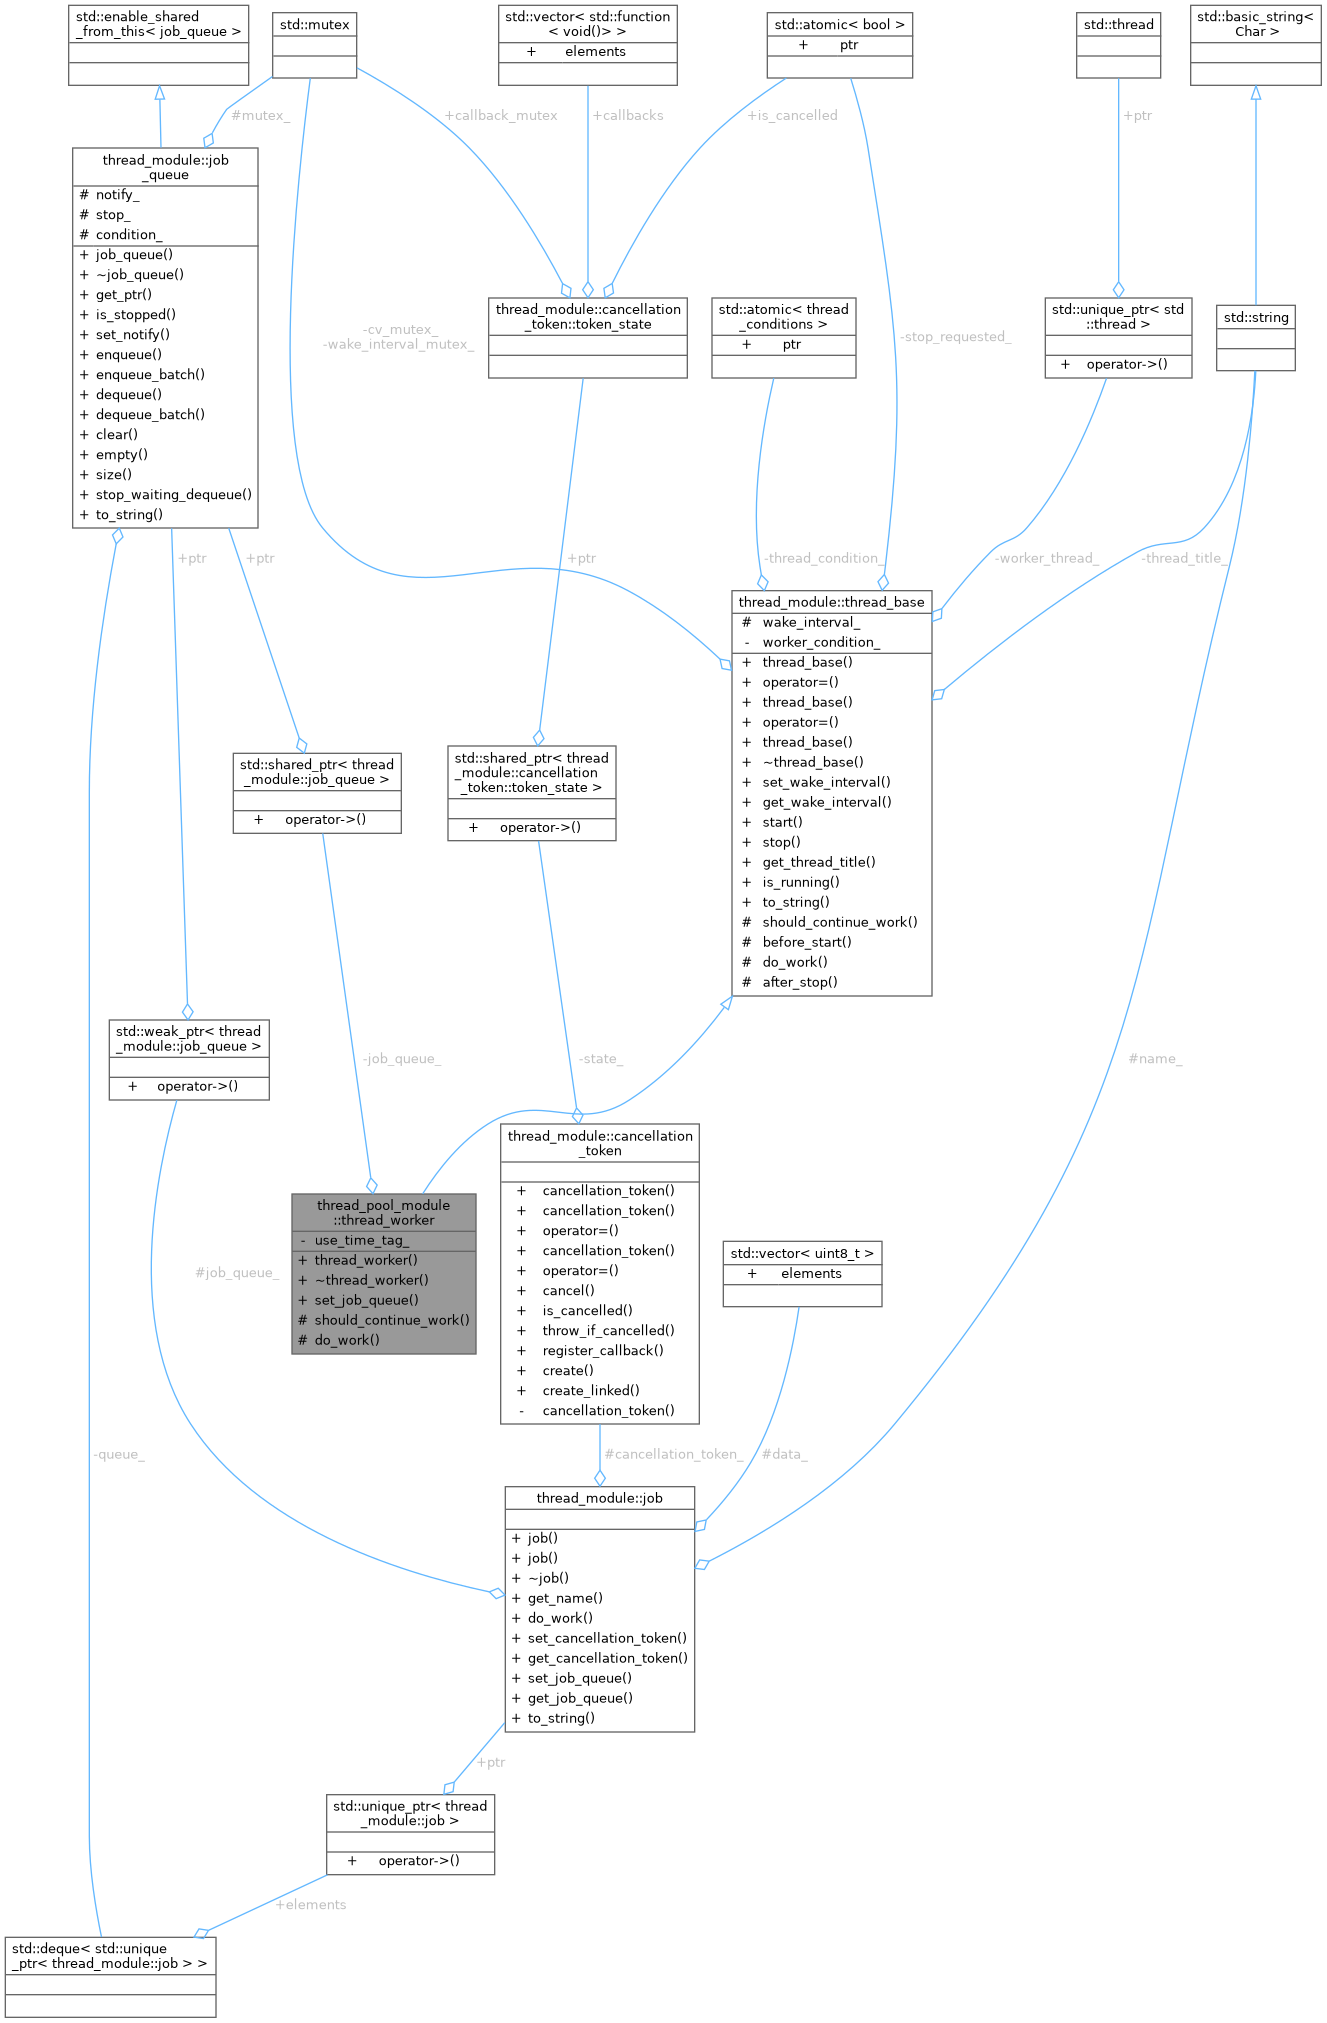 std::enable_shared
_from_this< job_queue >
std::mutex
std::vector< std::function
< void()> >
+ elements
std::atomic< bool >
+ ptr
std::thread
std::basic_string<
Char >
#mutex_
+callback_mutex
+callbacks
+is_cancelled
+ptr
thread_module::job
_queue
# notify_
# stop_
# condition_
+ job_queue()
+ ~job_queue()
+ get_ptr()
+ is_stopped()
+ set_notify()
+ enqueue()
+ enqueue_batch()
+ dequeue()
+ dequeue_batch()
+ clear()
+ empty()
+ size()
+ stop_waiting_dequeue()
+ to_string()
-cv_mutex_
-wake_interval_mutex_
thread_module::cancellation
_token::token_state
std::atomic< thread
_conditions >
+ ptr
-stop_requested_
std::unique_ptr< std
::thread >
+ operator->()
std::string
+ptr
+ptr
+ptr
-thread_condition_
-worker_thread_
-thread_title_
thread_module::thread_base
# wake_interval_
- worker_condition_
+ thread_base()
+ operator=()
+ thread_base()
+ operator=()
+ thread_base()
+ ~thread_base()
+ set_wake_interval()
+ get_wake_interval()
+ start()
+ stop()
+ get_thread_title()
+ is_running()
+ to_string()
# should_continue_work()
# before_start()
# do_work()
# after_stop()
std::shared_ptr< thread
_module::job_queue >
+ operator->()
std::shared_ptr< thread
_module::cancellation
_token::token_state >
+ operator->()
std::weak_ptr< thread
_module::job_queue >
+ operator->()
-job_queue_
-state_
#name_
thread_module::cancellation
_token
+ cancellation_token()
+ cancellation_token()
+ operator=()
+ cancellation_token()
+ operator=()
+ cancel()
+ is_cancelled()
+ throw_if_cancelled()
+ register_callback()
+ create()
+ create_linked()
- cancellation_token()
thread_pool_module
::thread_worker
- use_time_tag_
+ thread_worker()
+ ~thread_worker()
+ set_job_queue()
# should_continue_work()
# do_work()
#job_queue_
std::vector< uint8_t >
+ elements
-queue_
#cancellation_token_
#data_
thread_module::job
+ job()
+ job()
+ ~job()
+ get_name()
+ do_work()
+ set_cancellation_token()
+ get_cancellation_token()
+ set_job_queue()
+ get_job_queue()
+ to_string()
+ptr
std::unique_ptr< thread
_module::job >
+ operator->()
+elements
std::deque< std::unique
_ptr< thread_module::job > >